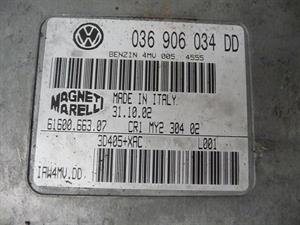 036 906 034 DD
BENZIN 4MV 005 4555
MAGNETI MARELLI
MADE IN ITALY
31.10.02
61600.663.07 CR1 MY2 304 02
3D405+XAC L001
IAW4MV.DD